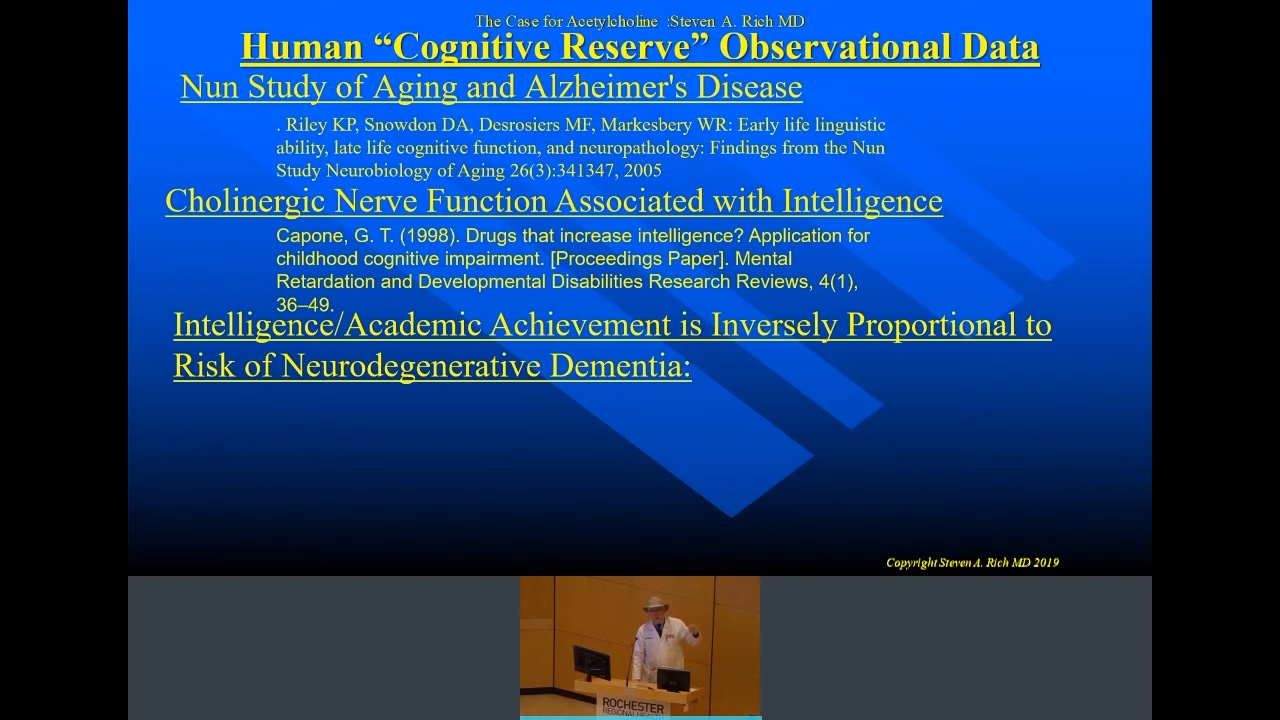 The Case for Acetylcholine :Steven A. Rich MD
Human “Cognitive Reserve” Observational Data
Nun Study of Aging and Alzheimer's Disease
. Riley KP, Snowdon DA, Desrosiers MF, Markesbery WR: Early life linguistic
ability, late life cognitive function, and neuropathology: Findings from the Nun
Study Neurobiology of Aging 26(3):341347, 2005
Cholinergic Nerve Function Associated with Intelligence
Capone, G. T. (1998). Drugs that increase intelligence? Application for
childhood cognitive impairment. [Proceedings Paper]. Mental
Retardation and Developmental Disabilities Research Reviews, 4(1),
36–49.
Intelligence/Academic Achievement is Inversely Proportional to
Risk of Neurodegenerative Dementia:
Copyright Steven A. Rich MD 2019
ROCHESTER
REGIONAL HEALTH